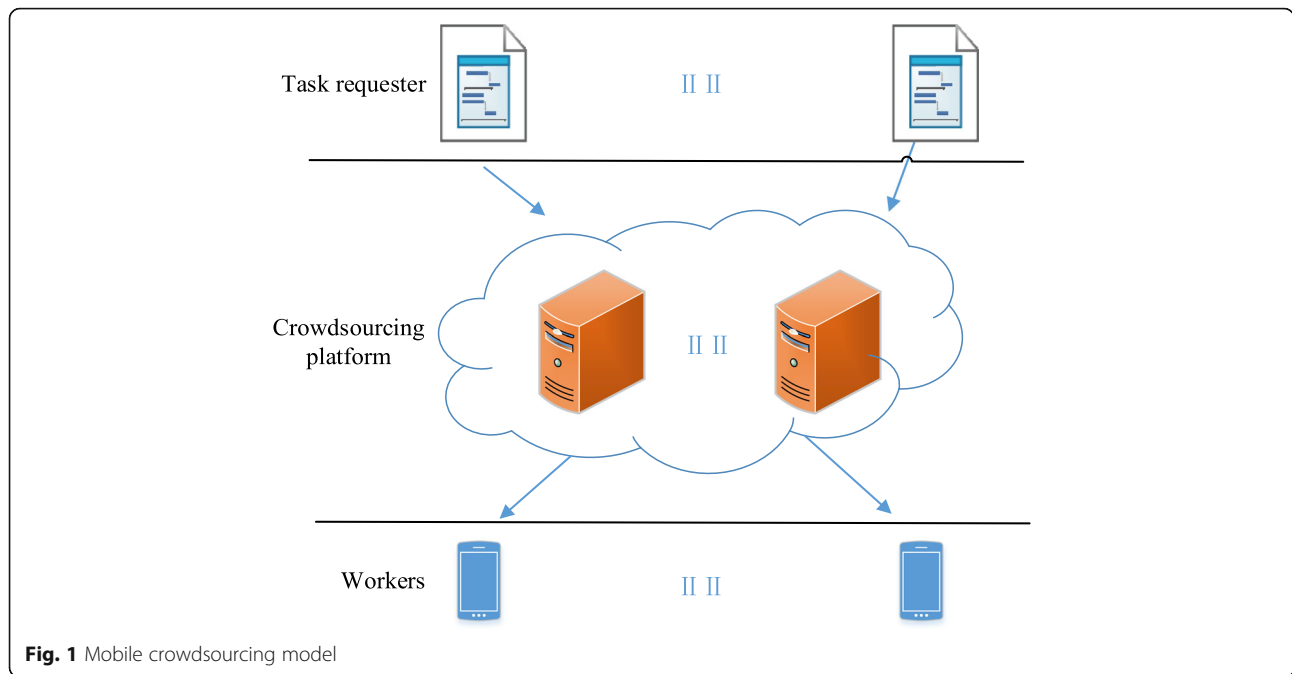 Task requester
II II
Crowdsourcing
platform
II II
Workers
II II
Fig. 1 Mobile crowdsourcing model